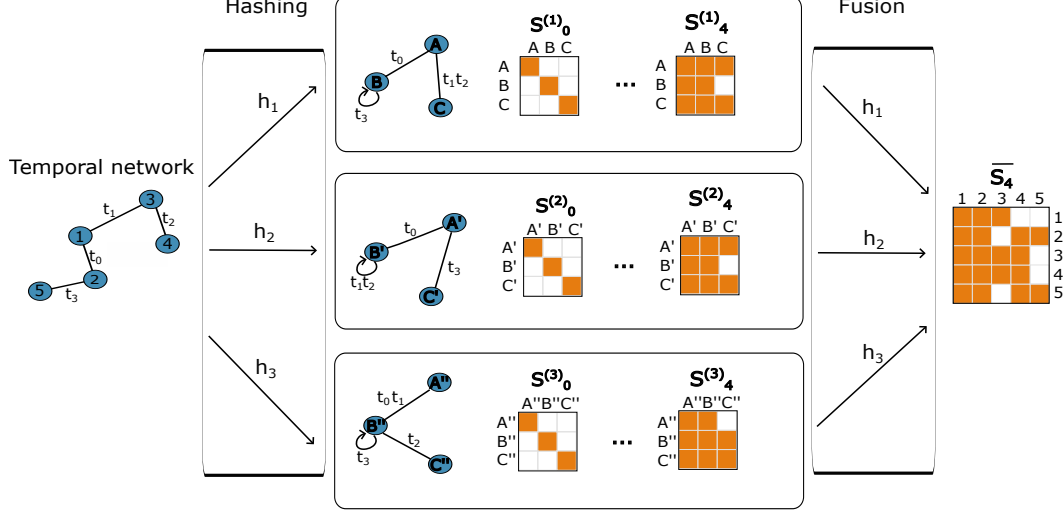 Hashing
Fusion
Temporal network
1
2
3
4
5
t₀
t₁
t₂
t₃
h₁
h₂
h₃
A
B
C
t₀
t₁t₂
t₃
S⁽¹⁾₀
A B C
A
B
C
...
S⁽¹⁾₄
A B C
A'
B'
C'
t₀
t₁t₂
t₃
S⁽²⁾₀
A' B' C'
A'
B'
C'
...
S⁽²⁾₄
A' B' C'
A''
B''
C''
t₀t₁
t₂
t₃
S⁽³⁾₀
A''B''C''
A''
B''
C''
...
S⁽³⁾₄
A''B''C''
h₁
h₂
h₃
S₄
1 2 3 4 5
1
2
3
4
5